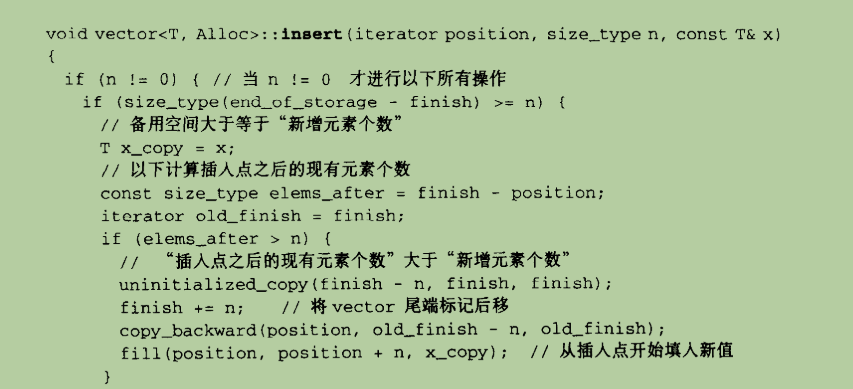 void vector<T, Alloc>::insert(iterator position, size_type n, const T& x)
{
if (n != 0) { // 当 n != 0 才进行以下所有操作
if (size_type(end_of_storage - finish) >= n) {
// 备用空间大于等于“新增元素个数”
T x_copy = x;
// 以下计算插入点之后的现有元素个数
const size_type elems_after = finish - position;
iterator old_finish = finish;
if (elems_after > n) {
// “插入点之后的现有元素个数”大于“新增元素个数”
uninitialized_copy(finish - n, finish, finish);
finish += n; // 将 vector 尾端标记后移
copy_backward(position, old_finish - n, old_finish);
fill(position, position + n, x_copy); // 从插入点开始填入新值
}